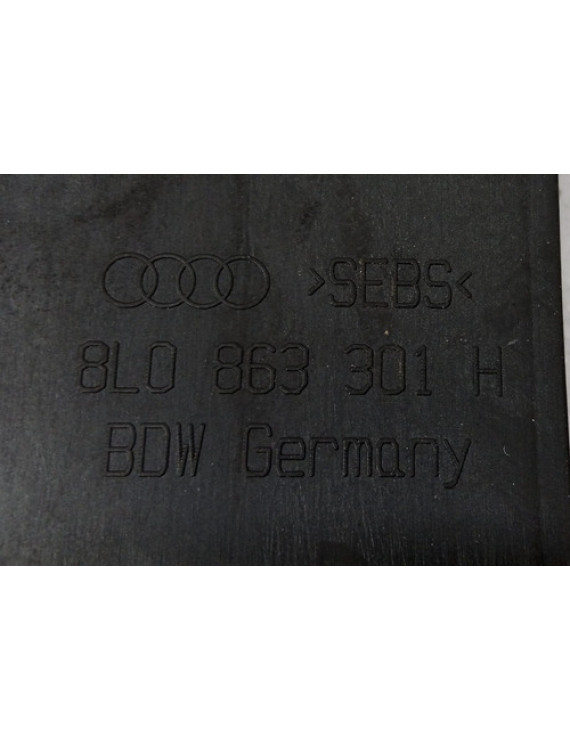 >SEBS<
8L0 863 301 H
BDW Germany